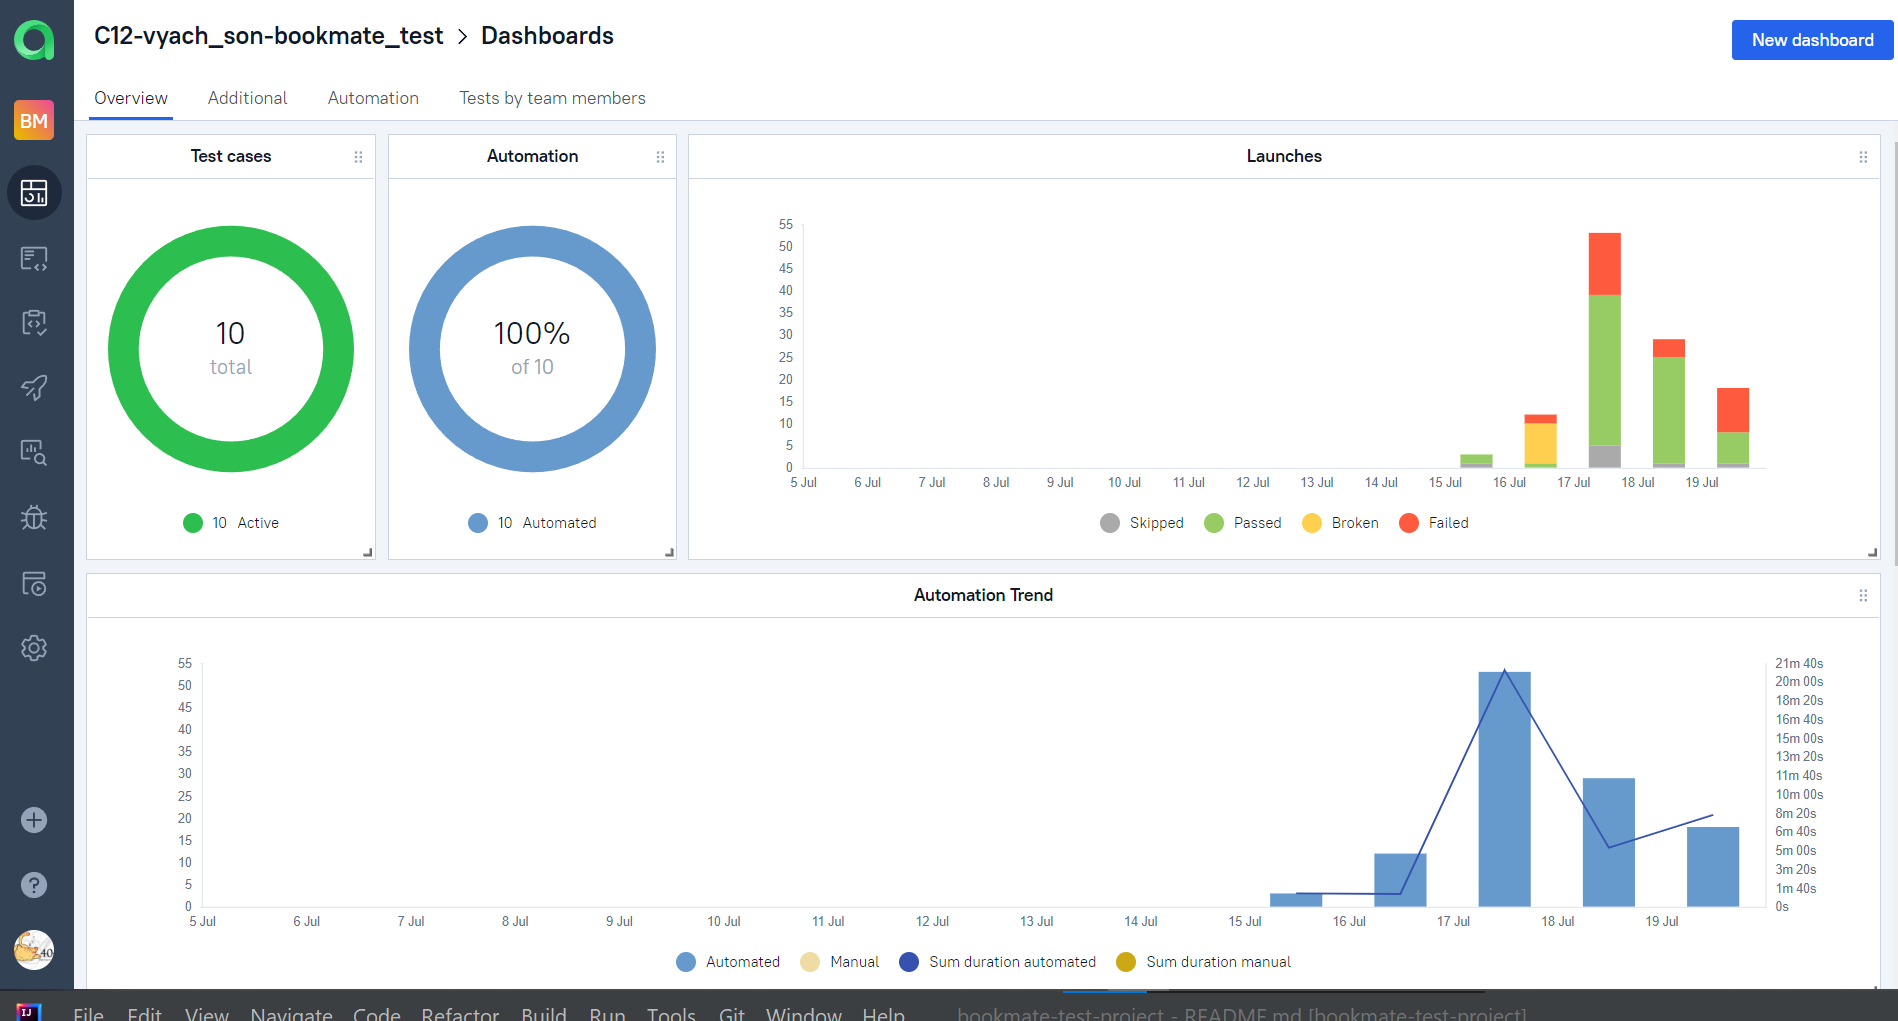 C12-vyach_son-bookmate_test > Dashboards
New dashboard
Overview Additional Automation Tests by team members
BM
Test cases
10
total
10 Active
Automation
100%
of 10
10 Automated
Launches
55
50
45
40
35
30
25
20
15
10
5
0
5 Jul 6 Jul 7 Jul 8 Jul 9 Jul 10 Jul 11 Jul 12 Jul 13 Jul 14 Jul 15 Jul 16 Jul 17 Jul 18 Jul 19 Jul
Skipped Passed Broken Failed
Automation Trend
55
50
45
40
35
30
25
20
15
10
5
0
21m 40s
20m 00s
18m 20s
16m 40s
15m 00s
13m 20s
11m 40s
10m 00s
8m 20s
6m 40s
5m 00s
3m 20s
1m 40s
0s
5 Jul 6 Jul 7 Jul 8 Jul 9 Jul 10 Jul 11 Jul 12 Jul 13 Jul 14 Jul 15 Jul 16 Jul 17 Jul 18 Jul 19 Jul
Automated Manual Sum duration automated Sum duration manual
40
IJ File Edit View Navigate Code Refactor Build Run Tools Git Window Help bookmate-test-project - README.md [bookmate-test-project]